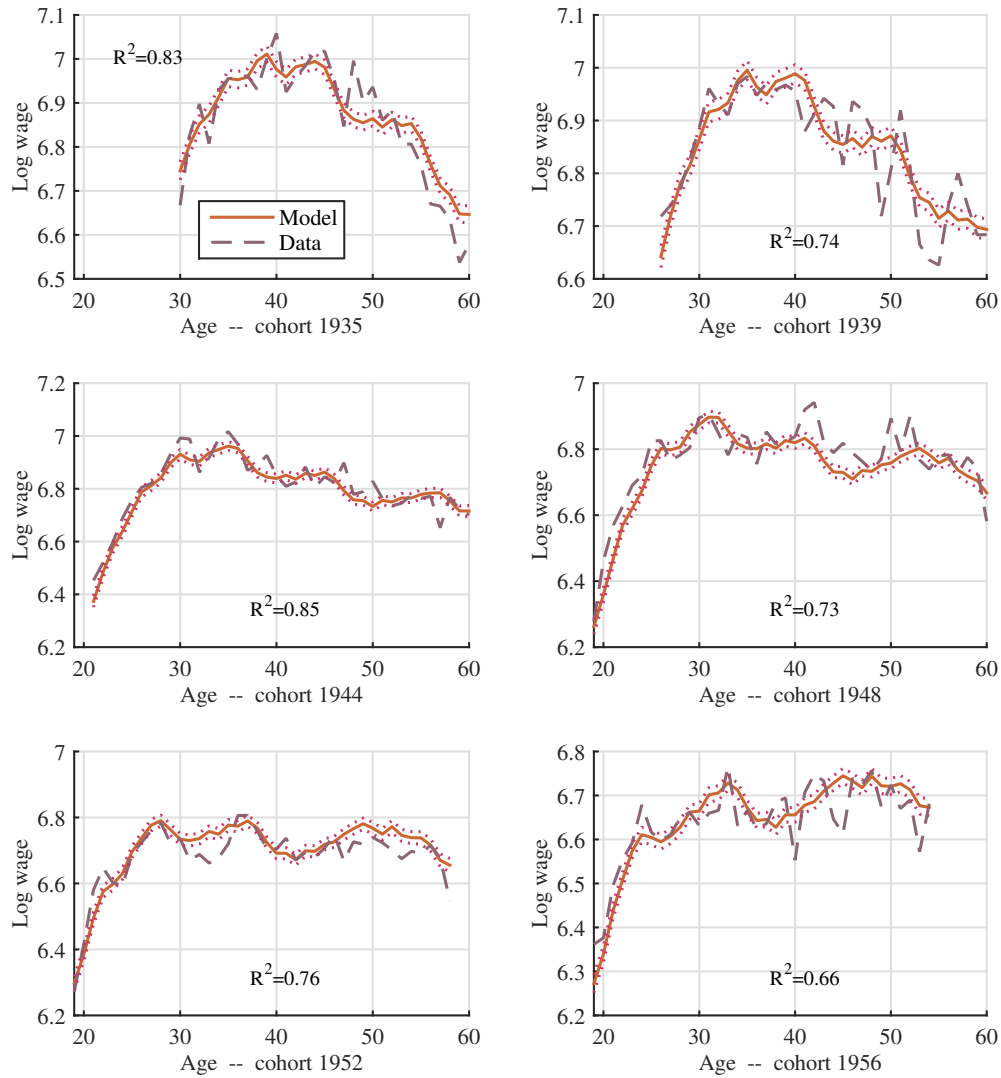 7.1
7
6.9
6.8
6.7
6.6
6.5
Log wage
R²=0.83
Model
Data
20 30 40 50 60
Age -- cohort 1935
7.1
7
6.9
6.8
6.7
6.6
Log wage
R²=0.74
20 30 40 50 60
Age -- cohort 1939
7.2
7
6.8
6.6
6.4
6.2
Log wage
R²=0.85
20 30 40 50 60
Age -- cohort 1944
7
6.8
6.6
6.4
6.2
Log wage
R²=0.73
20 30 40 50 60
Age -- cohort 1948
7
6.8
6.6
6.4
6.2
Log wage
R²=0.76
20 30 40 50 60
Age -- cohort 1952
6.8
6.7
6.6
6.5
6.4
6.3
6.2
Log wage
R²=0.66
20 30 40 50 60
Age -- cohort 1956